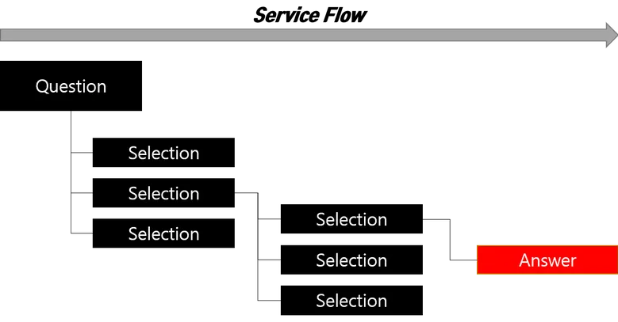 Service Flow
Question
Selection
Selection
Selection
Selection
Selection
Selection
Answer